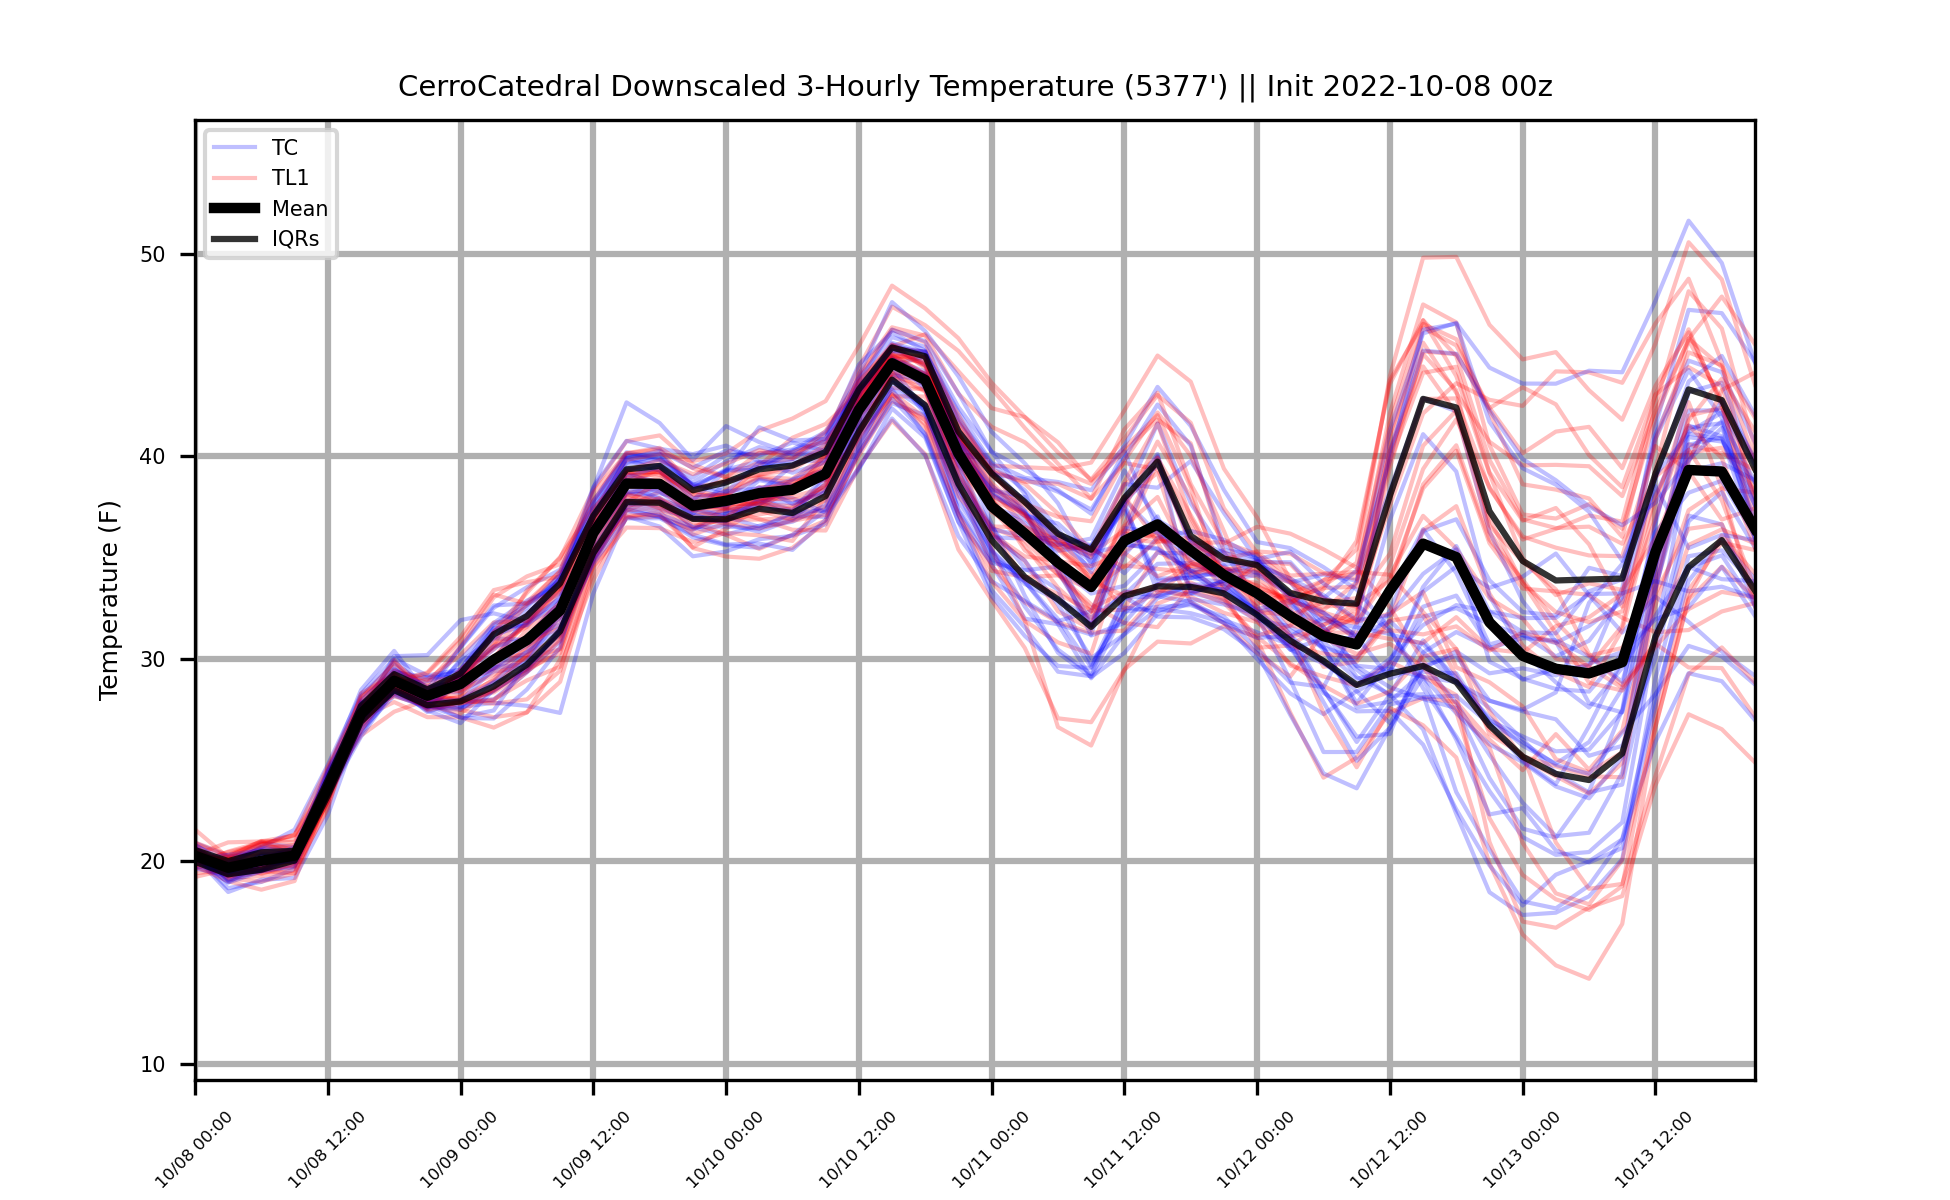 CerroCatedral Downscaled 3-Hourly Temperature (5377') || Init 2022-10-08 00z
TC
TL1
Mean
IQRs
Temperature (F)
50
40
30
20
10
10/08 00:00
10/08 12:00
10/09 00:00
10/09 12:00
10/10 00:00
10/10 12:00
10/11 00:00
10/11 12:00
10/12 00:00
10/12 12:00
10/13 00:00
10/13 12:00